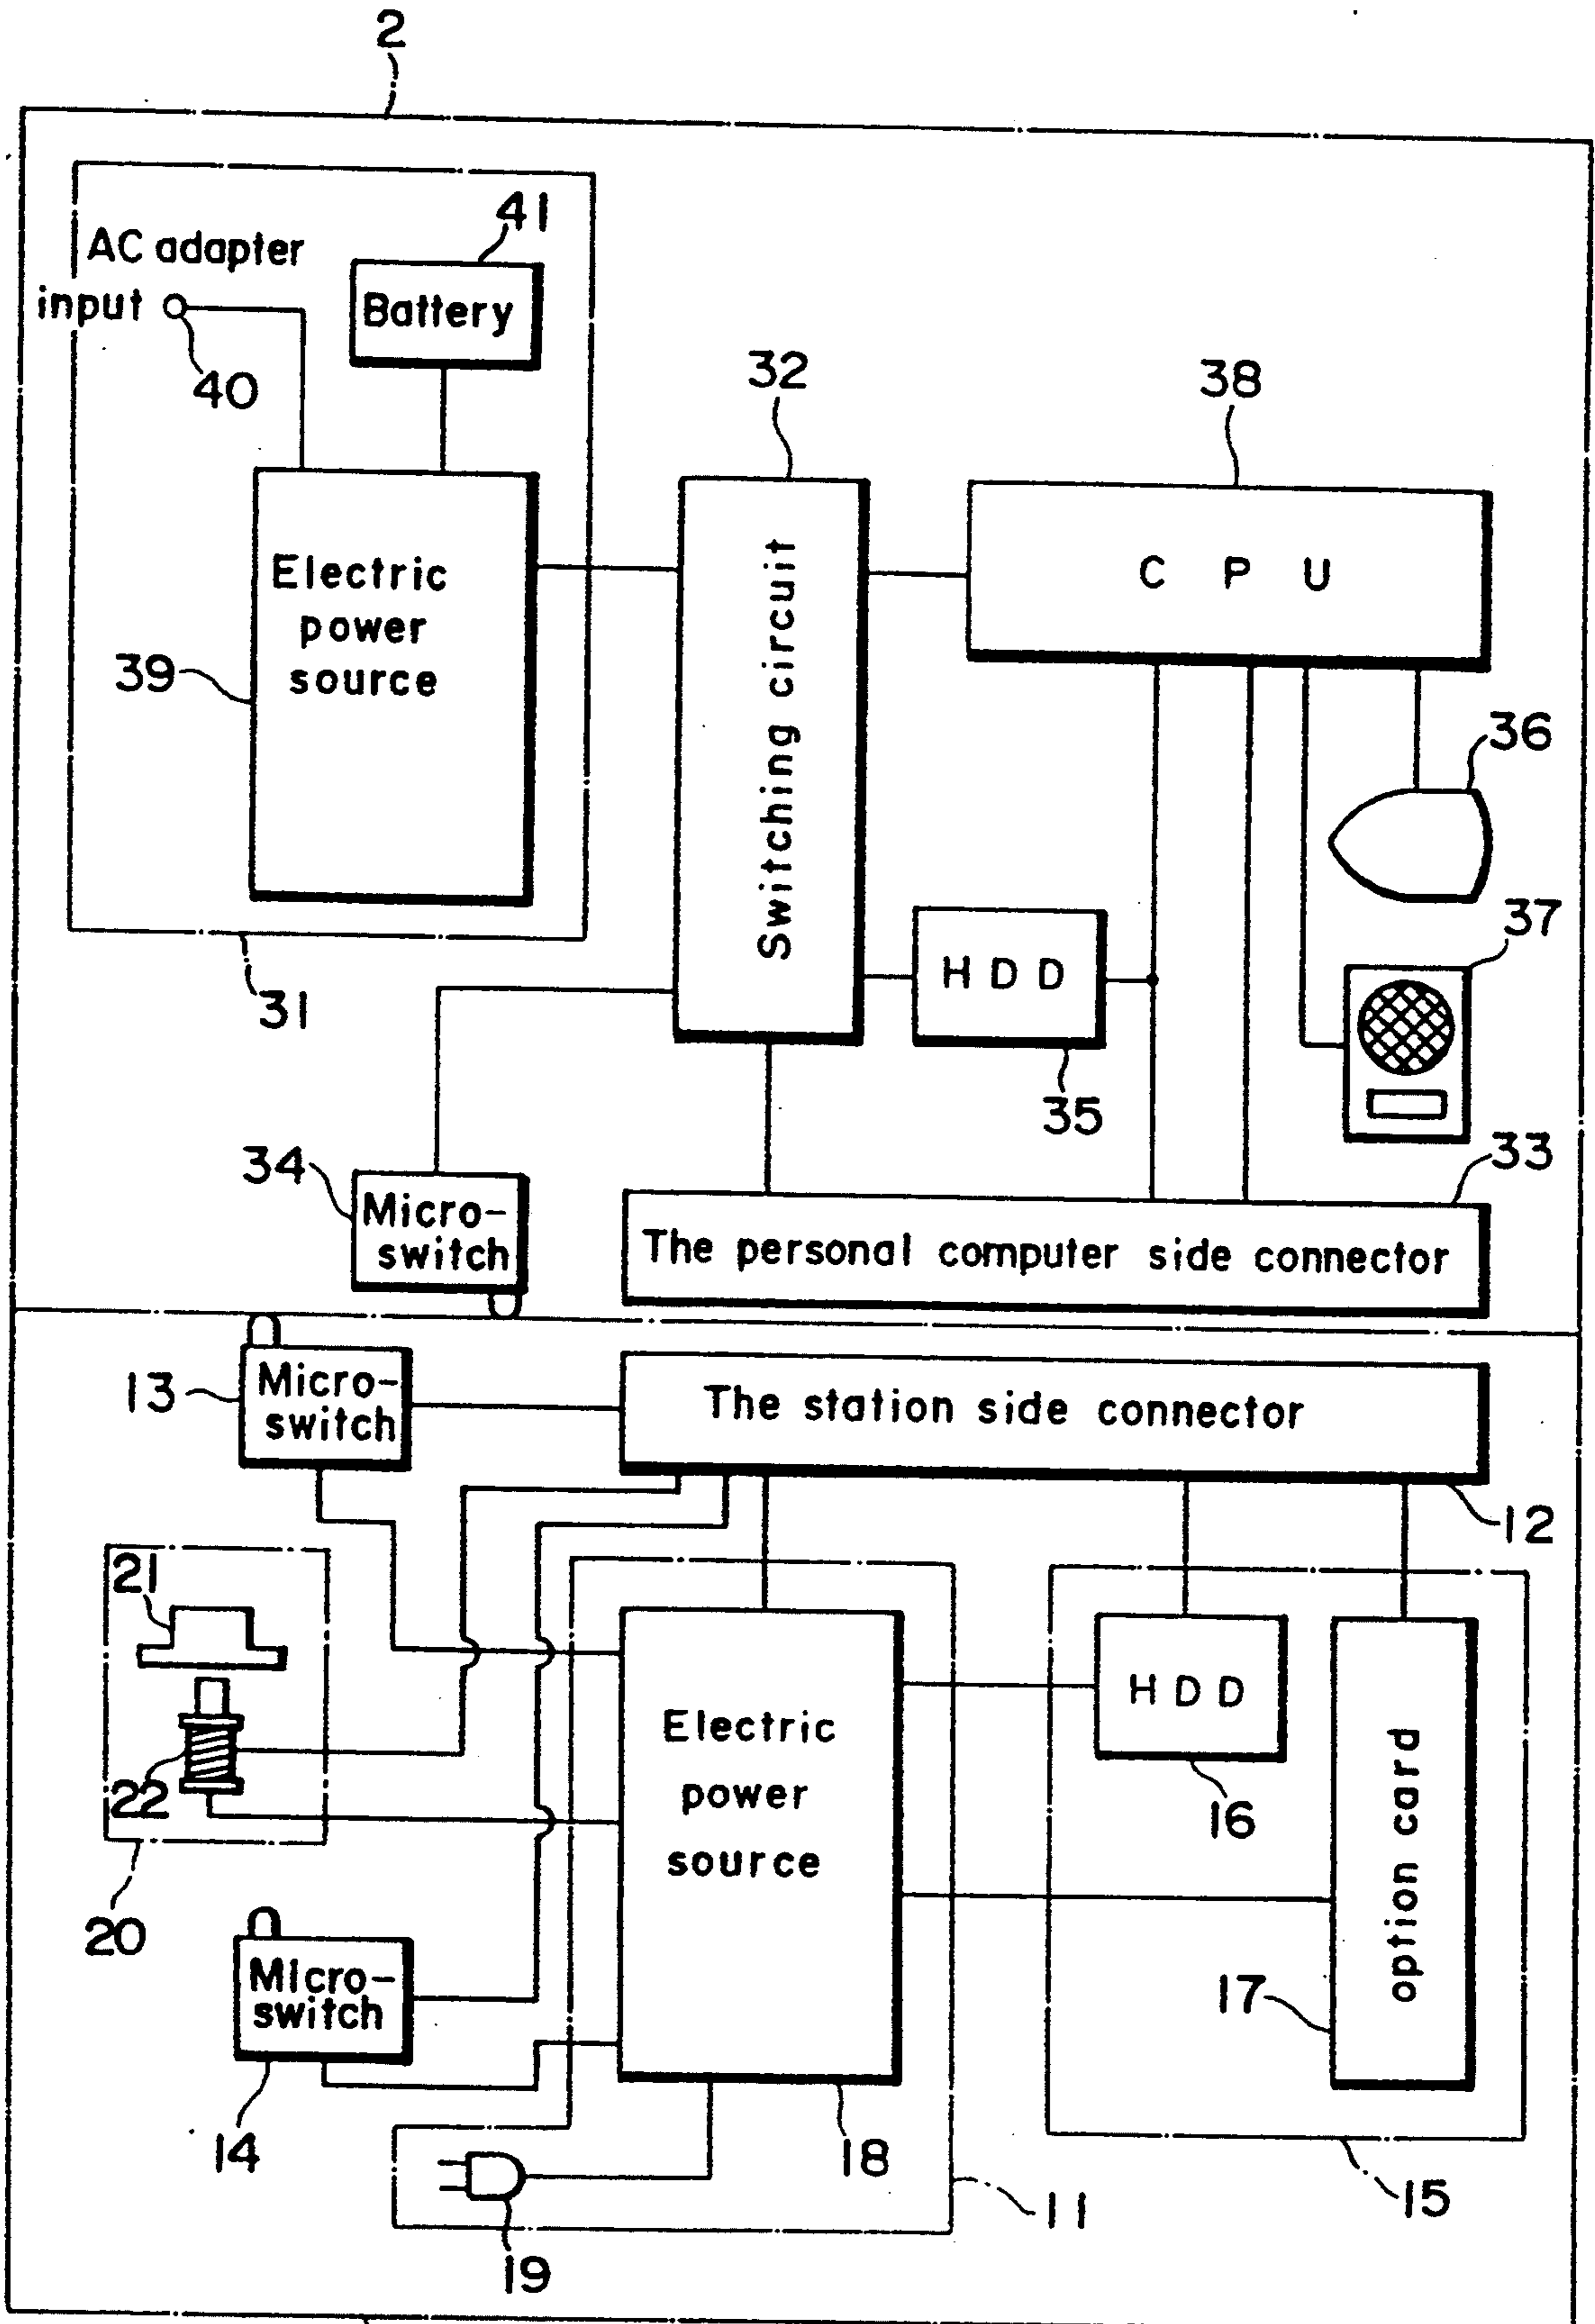 2
41
AC adapter
input
Battery
40
32
38
Electric
power
source
39
Switching circuit
C P U
36
37
31
H D D
35
34
Micro-
switch
33
The personal computer side connector
13
Micro-
switch
The station side connector
12
21
22
20
Electric
power
source
H D D
16
option card
17
MIcro-
switch
14
18
11
15
19